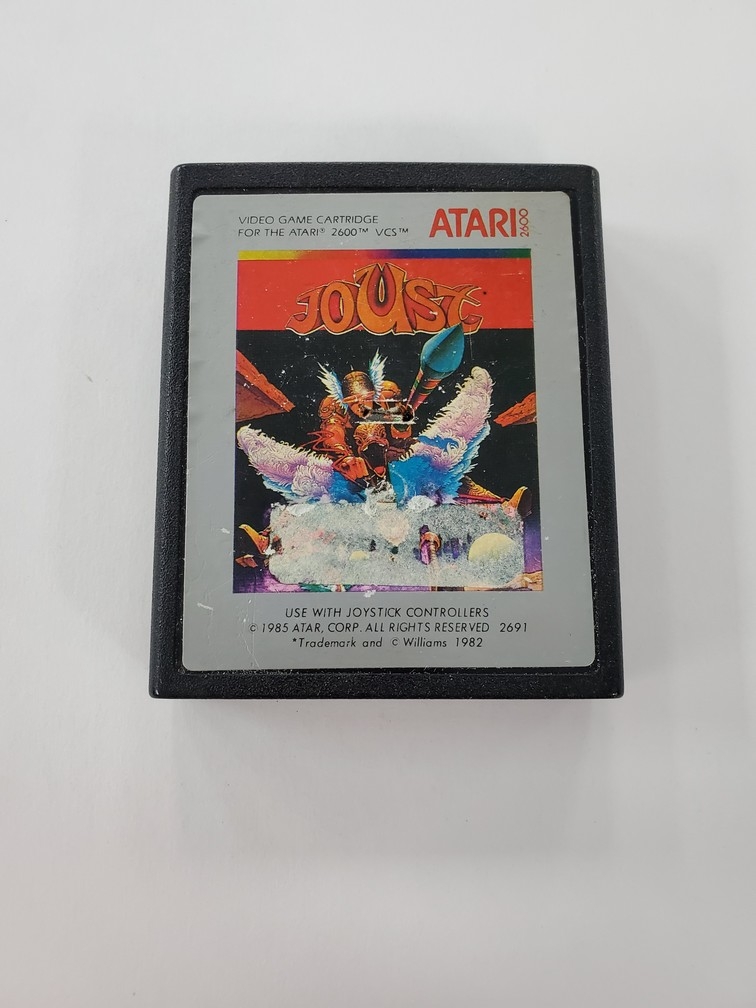 VIDEO GAME CARTRIDGE
FOR THE ATARI® 2600™ VCS™
ATARI 2600
JOUST*
USE WITH JOYSTICK CONTROLLERS
© 1985 ATAR, CORP. ALL RIGHTS RESERVED 2691
*Trademark and © Williams 1982